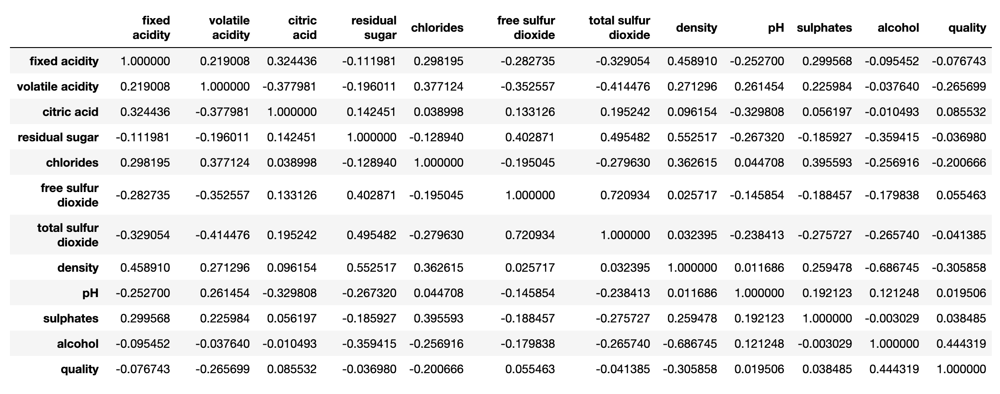 fixed acidity volatile acidity citric acid residual sugar chlorides free sulfur dioxide total sulfur dioxide density pH sulphates alcohol quality
fixed acidity 1.000000 0.219008 0.324436 -0.111981 0.298195 -0.282735 -0.329054 0.458910 -0.252700 0.299568 -0.095452 -0.076743
volatile acidity 0.219008 1.000000 -0.377981 -0.196011 0.377124 -0.352557 -0.414476 0.271296 0.261454 0.225984 -0.037640 -0.265699
citric acid 0.324436 -0.377981 1.000000 0.142451 0.038998 0.133126 0.195242 0.096154 -0.329808 0.056197 -0.010493 0.085532
residual sugar -0.111981 -0.196011 0.142451 1.000000 -0.128940 0.402871 0.495482 0.552517 -0.267320 -0.185927 -0.359415 -0.036980
chlorides 0.298195 0.377124 0.038998 -0.128940 1.000000 -0.195045 -0.279630 0.362615 0.044708 0.395593 -0.256916 -0.200666
free sulfur dioxide -0.282735 -0.352557 0.133126 0.402871 -0.195045 1.000000 0.720934 0.025717 -0.145854 -0.188457 -0.179838 0.055463
total sulfur dioxide -0.329054 -0.414476 0.195242 0.495482 -0.279630 0.720934 1.000000 0.032395 -0.238413 -0.275727 -0.265740 -0.041385
density 0.458910 0.271296 0.096154 0.552517 0.362615 0.025717 0.032395 1.000000 0.011686 0.259478 -0.686745 -0.305858
pH -0.252700 0.261454 -0.329808 -0.267320 0.044708 -0.145854 -0.238413 0.011686 1.000000 0.192123 0.121248 0.019506
sulphates 0.299568 0.225984 0.056197 -0.185927 0.395593 -0.188457 -0.275727 0.259478 0.192123 1.000000 -0.003029 0.038485
alcohol -0.095452 -0.037640 -0.010493 -0.359415 -0.256916 -0.179838 -0.265740 -0.686745 0.121248 -0.003029 1.000000 0.444319
quality -0.076743 -0.265699 0.085532 -0.036980 -0.200666 0.055463 -0.041385 -0.305858 0.019506 0.038485 0.444319 1.000000